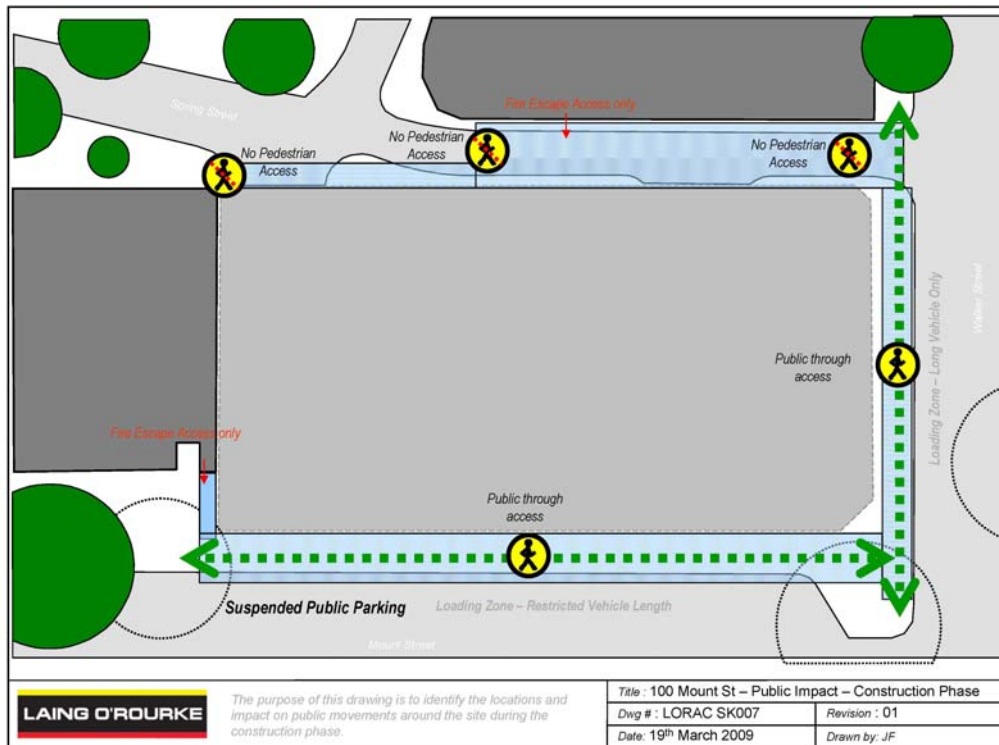 Spring Street
Fire Escape Access only
No Pedestrian
Access
No Pedestrian
Access
No Pedestrian
Access
Public through
access
Loading Zone – Long Vehicle Only
Walker Street
Fire Escape Access only
Public through
access
Suspended Public Parking
Loading Zone – Restricted Vehicle Length
Mount Street
LAING O'ROURKE
The purpose of this drawing is to identify the locations and
impact on public movements around the site during the
construction phase.
Title : 100 Mount St – Public Impact – Construction Phase
Dwg # : LORAC SK007
Revision : 01
Date: 19th March 2009
Drawn by: JF